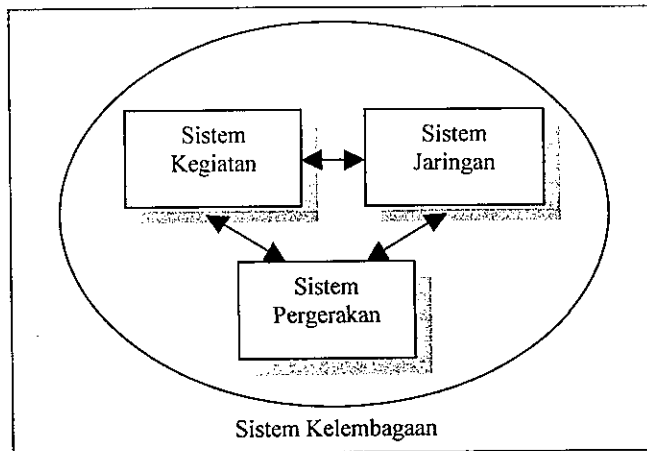 Sistem
Kegiatan
Sistem
Jaringan
Sistem
Pergerakan
Sistem Kelembagaan